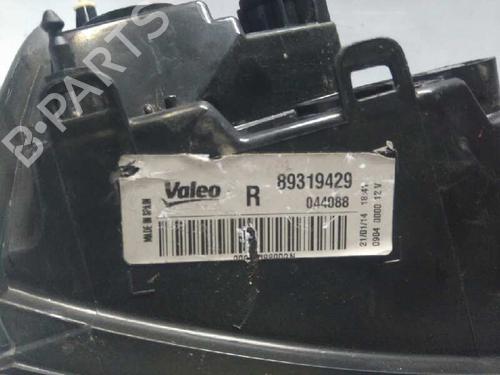 B-PARTS
MADE IN SPAIN
Valeo
R
89319429
044088
21/01/14 18:41
0904 0000 12 V